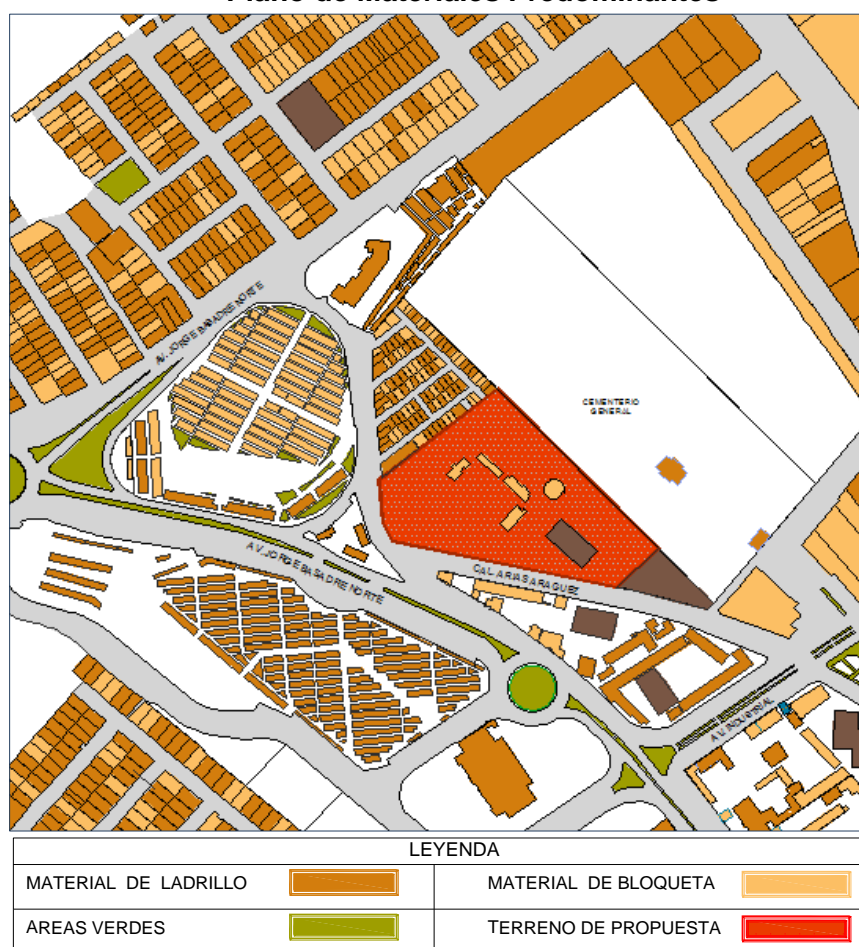 Plano de Materiales Predominantes
AV. JORGE BASADRE NORTE
CEMENTERIO
GENERAL
AV. JORGE BASADRE NORTE
CAL. ARIAS ARAGUEZ
AV. INDUSTRIAL
LEYENDA
MATERIAL DE LADRILLO
MATERIAL DE BLOQUETA
AREAS VERDES
TERRENO DE PROPUESTA